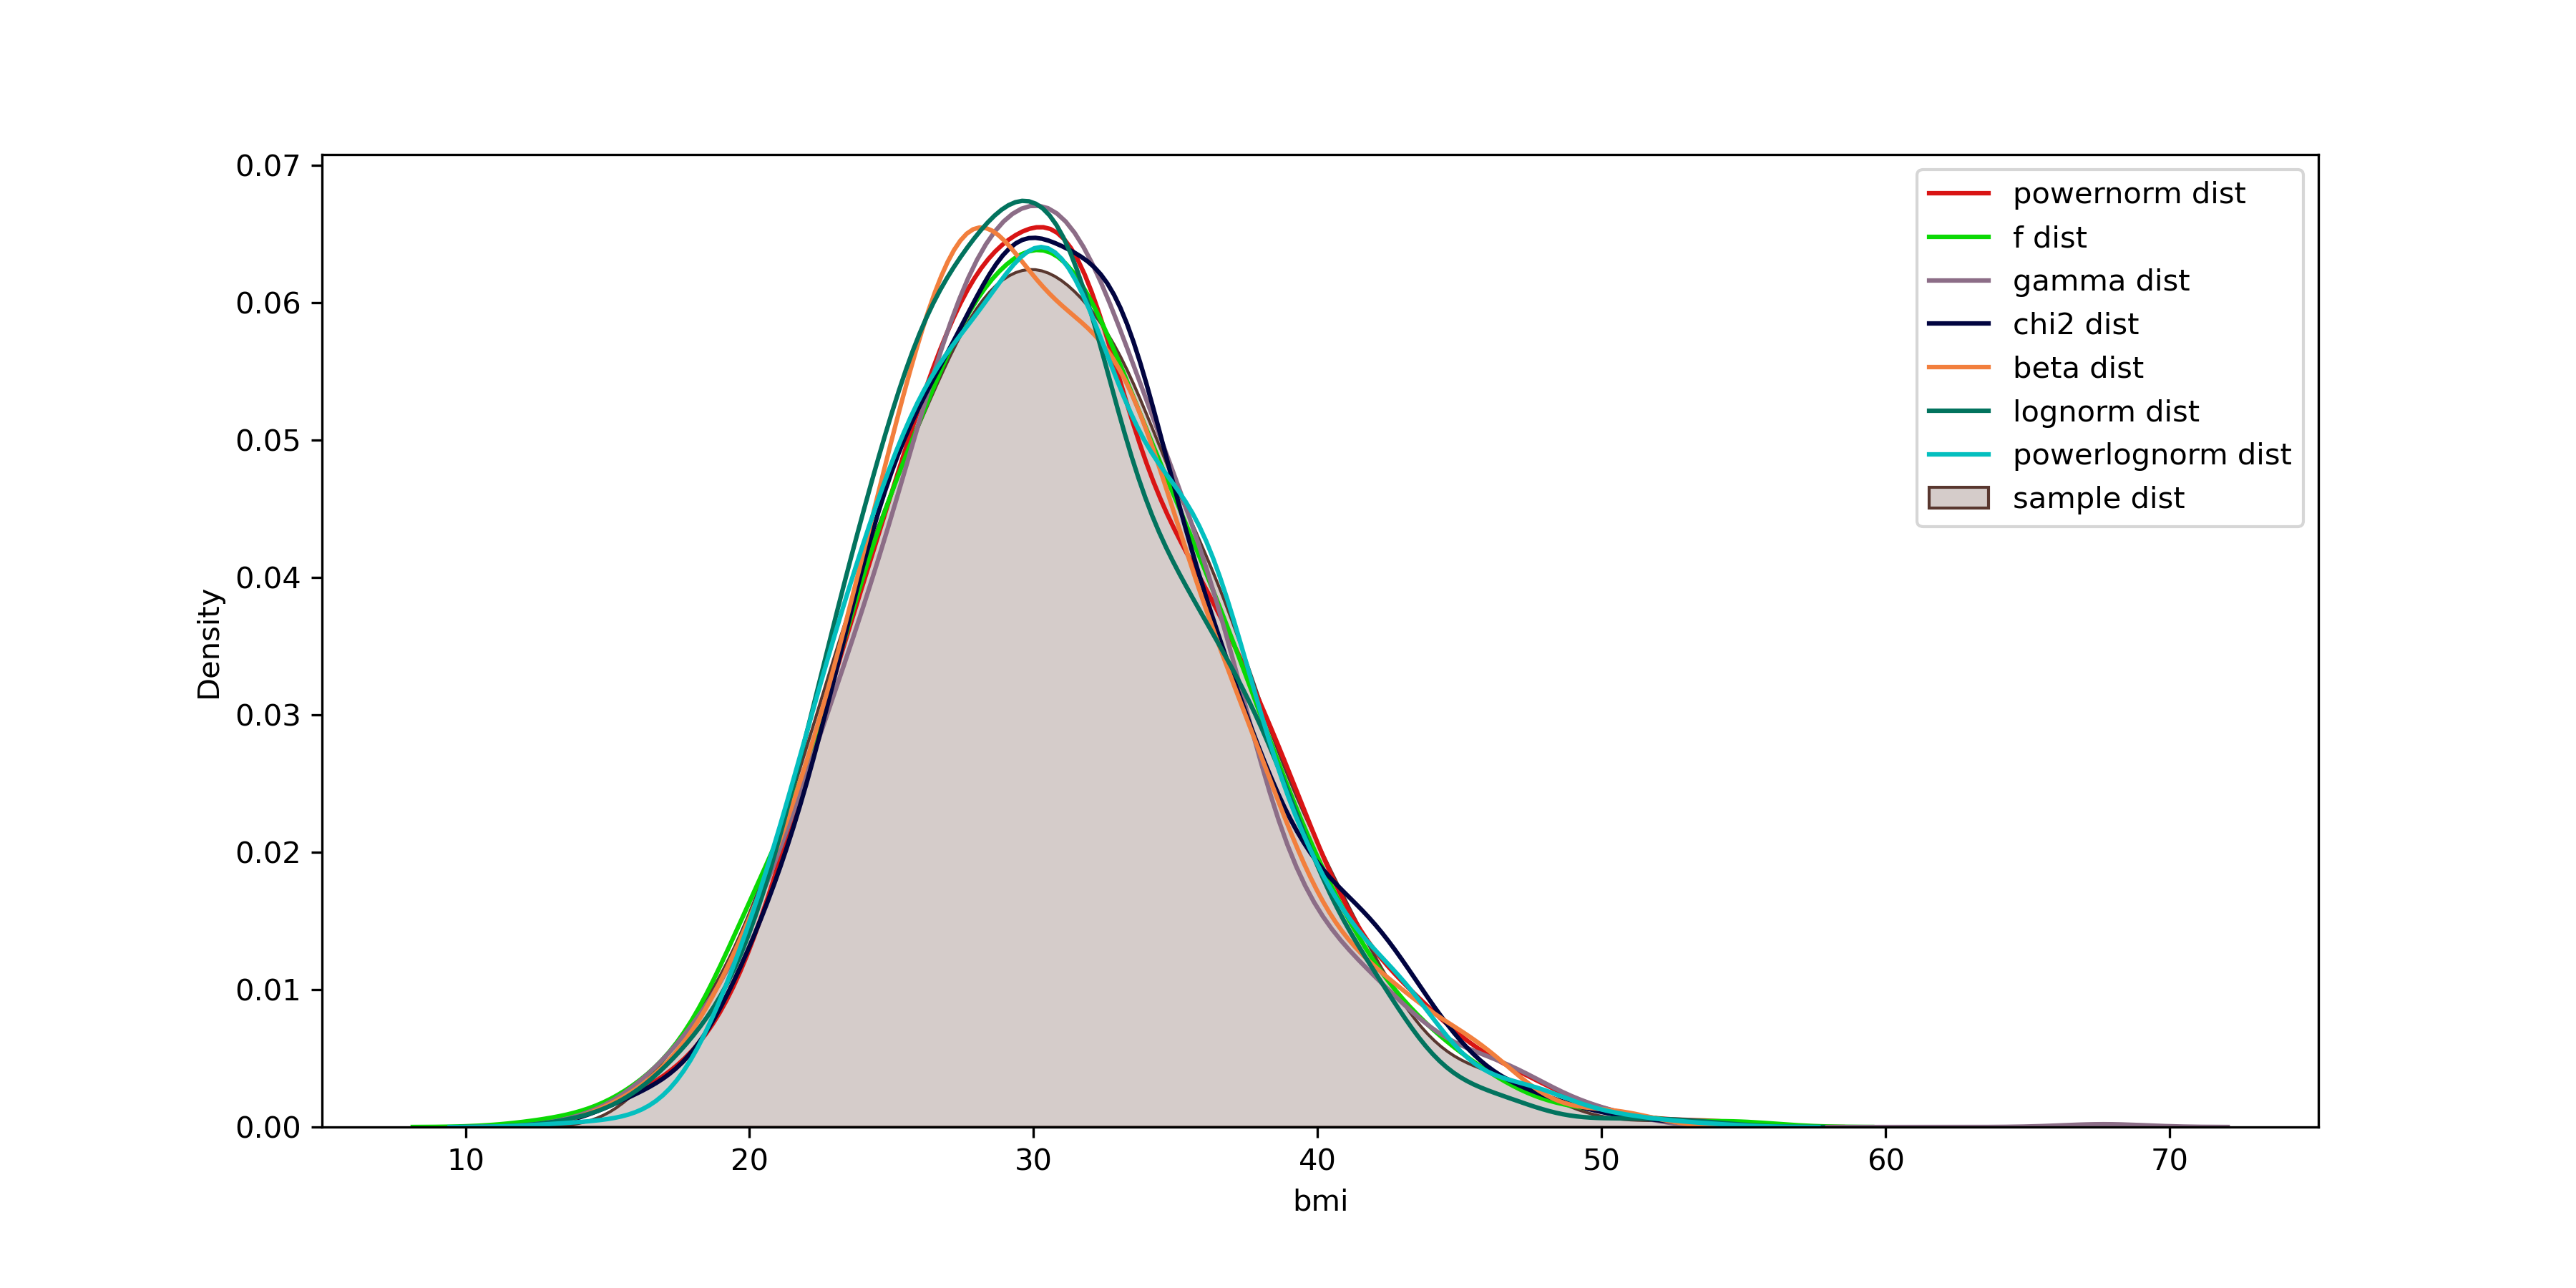 0.07
0.06
0.05
0.04
0.03
0.02
0.01
0.00
Density
powernorm dist
f dist
gamma dist
chi2 dist
beta dist
lognorm dist
powerlognorm dist
sample dist
10 20 30 40 50 60 70
bmi